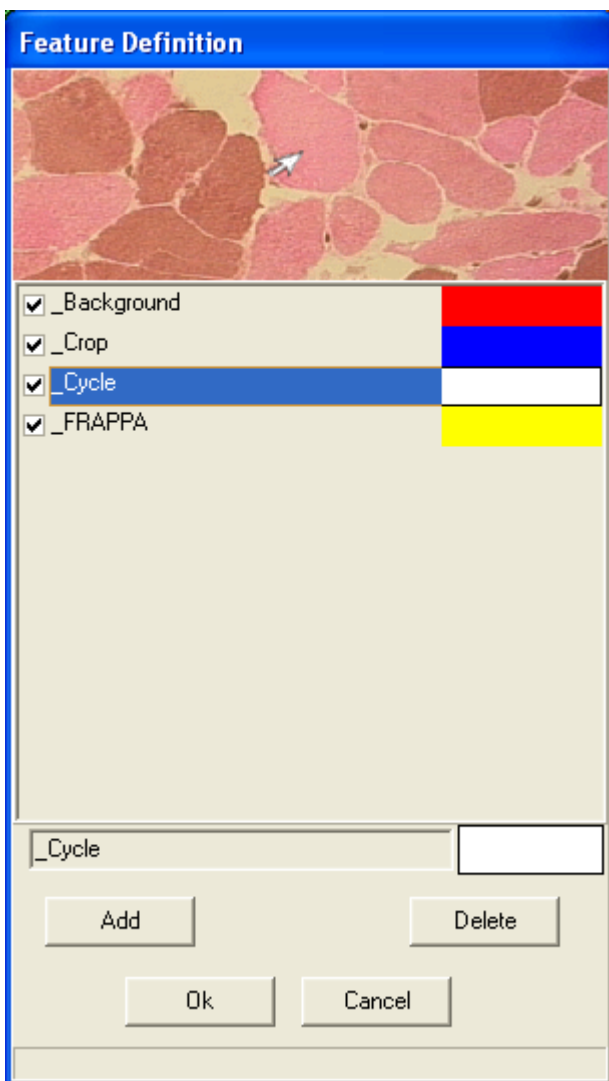 Feature Definition
_Background
_Crop
_Cycle
_FRAPPA
_Cycle
Add Delete
Ok Cancel